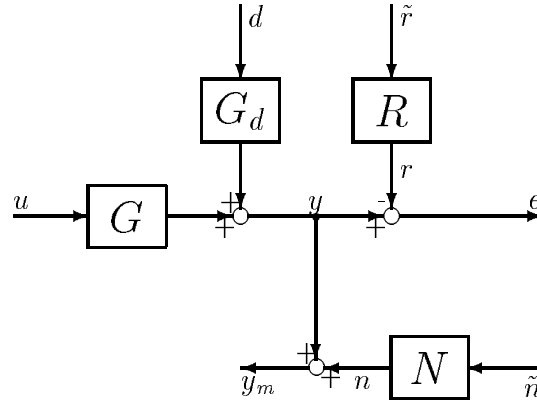 d r̃
G_d R
+ r
u G + y + - e
+ y_m + n N ñ